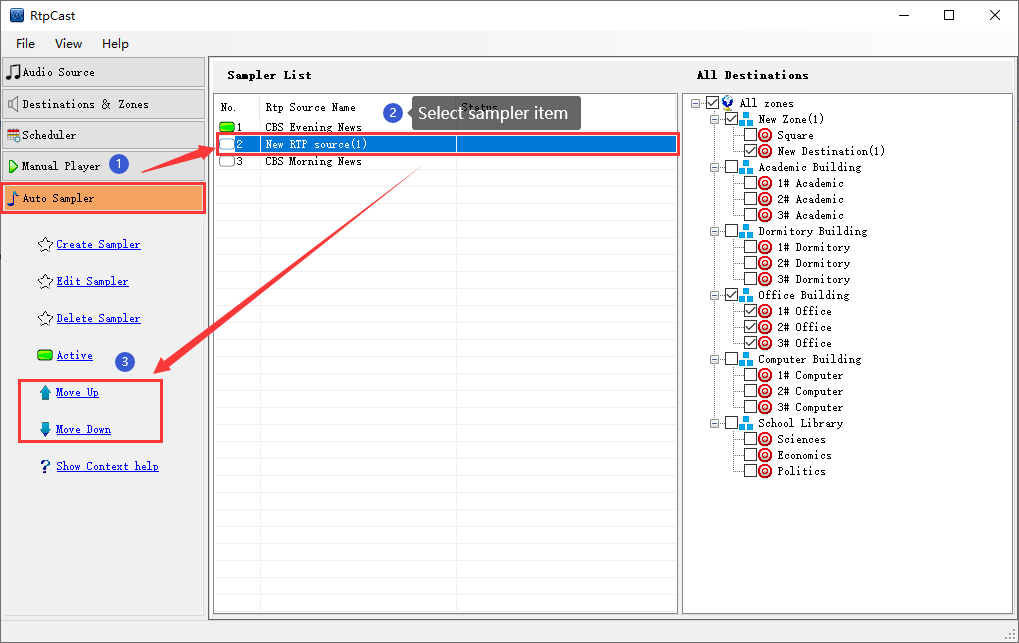 RtpCast
File View Help
Audio Source
Destinations & Zones
Scheduler
Manual Player 1
Auto Sampler
Create Sampler
Edit Sampler
Delete Sampler
Active
3
Move Up
Move Down
Show Context help
Sampler List
No. Rtp Source Name Status
2 Select sampler item
1 CBS Evening News
2 New RTP source(1)
3 CBS Morning News
All Destinations
All zones
New Zone(1)
Square
New Destination(1)
Academic Building
1# Academic
2# Academic
3# Academic
Dormitory Building
1# Dormitory
2# Dormitory
3# Dormitory
Office Building
1# Office
2# Office
3# Office
Computer Building
1# Computer
2# Computer
3# Computer
School Library
Sciences
Economics
Politics